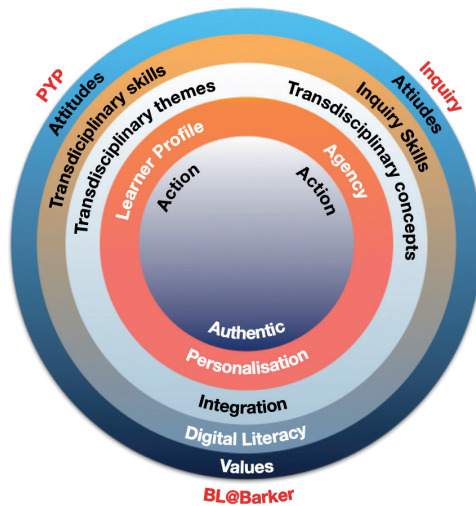 PYP
Inquiry
Attitudes
Attiudes
Transdiciplinary skills
Inquiry Skills
Transdisciplinary themes
Transdisciplinary concepts
Learner Profile
Agency
Action
Action
Authentic
Personalisation
Integration
Digital Literacy
Values
BL@Barker